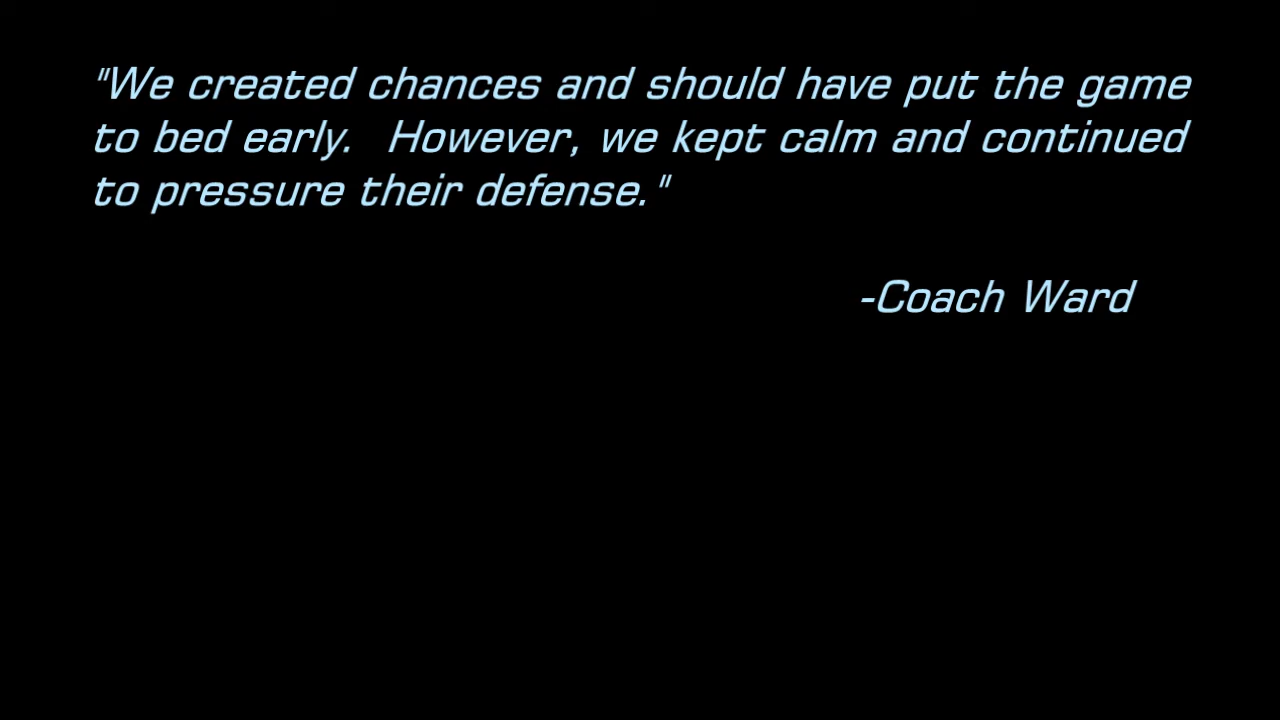 "We created chances and should have put the game
to bed early.  However, we kept calm and continued
to pressure their defense."
-Coach Ward